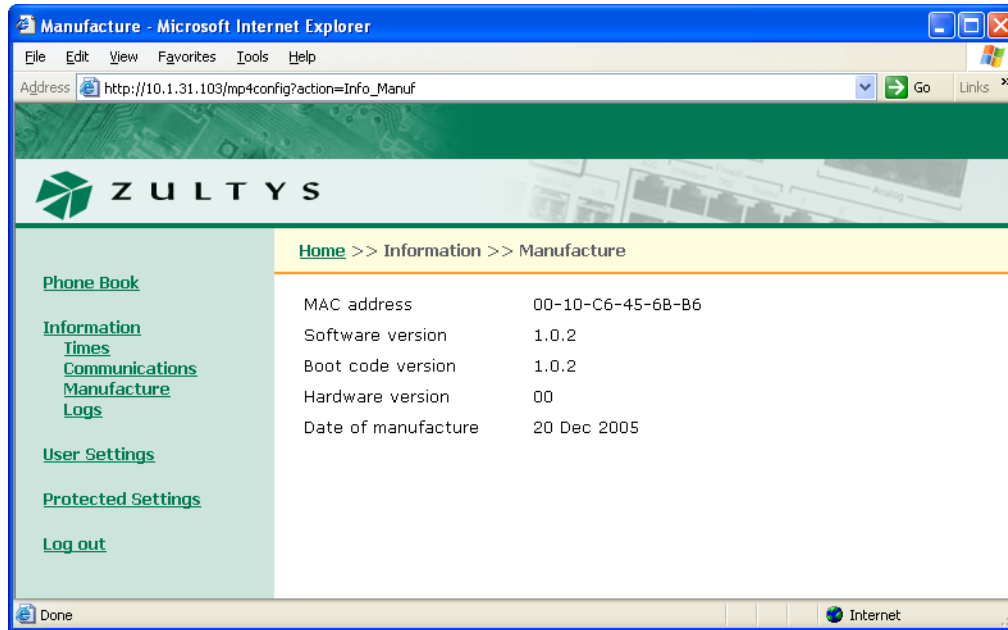 Manufacture - Microsoft Internet Explorer
File Edit View Favorites Tools Help
Address http://10.1.31.103/mp4config?action=Info_Manuf Go Links »
ZULTYS
Home >> Information >> Manufacture
Phone Book
Information
Times
Communications
Manufacture
Logs
User Settings
Protected Settings
Log out
MAC address 00-10-C6-45-6B-B6
Software version 1.0.2
Boot code version 1.0.2
Hardware version 00
Date of manufacture 20 Dec 2005
Done Internet